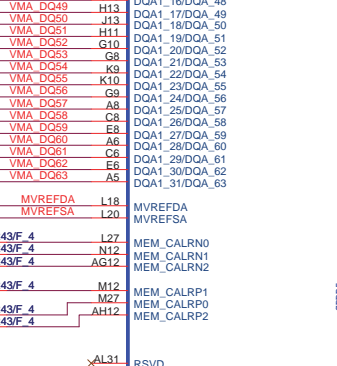 DQA1_16/DQA_48
VMA_DQ49 H13 DQA1_17/DQA_49
VMA_DQ50 J13 DQA1_18/DQA_50
VMA_DQ51 H11 DQA1_19/DQA_51
VMA_DQ52 G10 DQA1_20/DQA_52
VMA_DQ53 G8 DQA1_21/DQA_53
VMA_DQ54 K9 DQA1_22/DQA_54
VMA_DQ55 K10 DQA1_23/DQA_55
VMA_DQ56 G9 DQA1_24/DQA_56
VMA_DQ57 A8 DQA1_25/DQA_57
VMA_DQ58 C8 DQA1_26/DQA_58
VMA_DQ59 E8 DQA1_27/DQA_59
VMA_DQ60 A6 DQA1_28/DQA_60
VMA_DQ61 C6 DQA1_29/DQA_61
VMA_DQ62 E6 DQA1_30/DQA_62
VMA_DQ63 A5 DQA1_31/DQA_63
MVREFDA L18 MVREFDA
MVREFSA L20 MVREFSA
43/F_4 L27 MEM_CALRN0
43/F_4 N12 MEM_CALRN1
43/F_4 AG12 MEM_CALRN2
43/F_4 M12 MEM_CALRP1
43/F_4 M27 MEM_CALRP0
43/F_4 AH12 MEM_CALRP2
AL31 RSVD